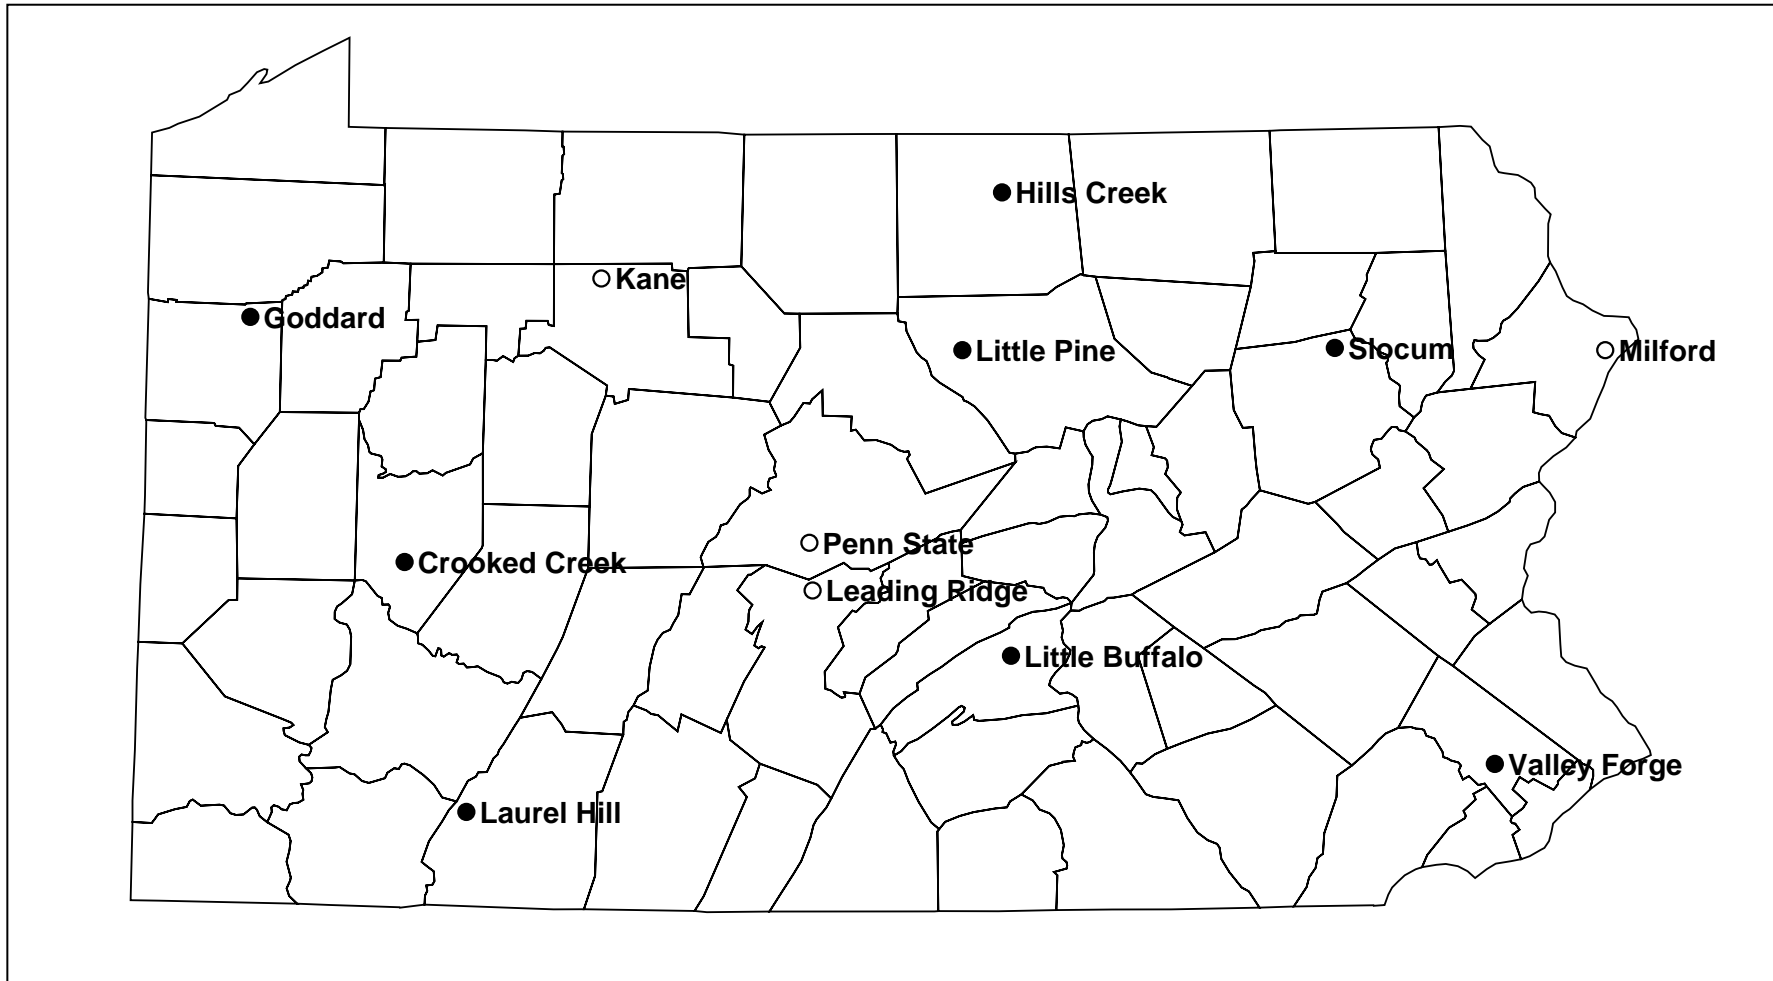 Hills Creek
Kane
Goddard
Little Pine
Slocum
Milford
Penn State
Crooked Creek
Leading Ridge
Little Buffalo
Valley Forge
Laurel Hill